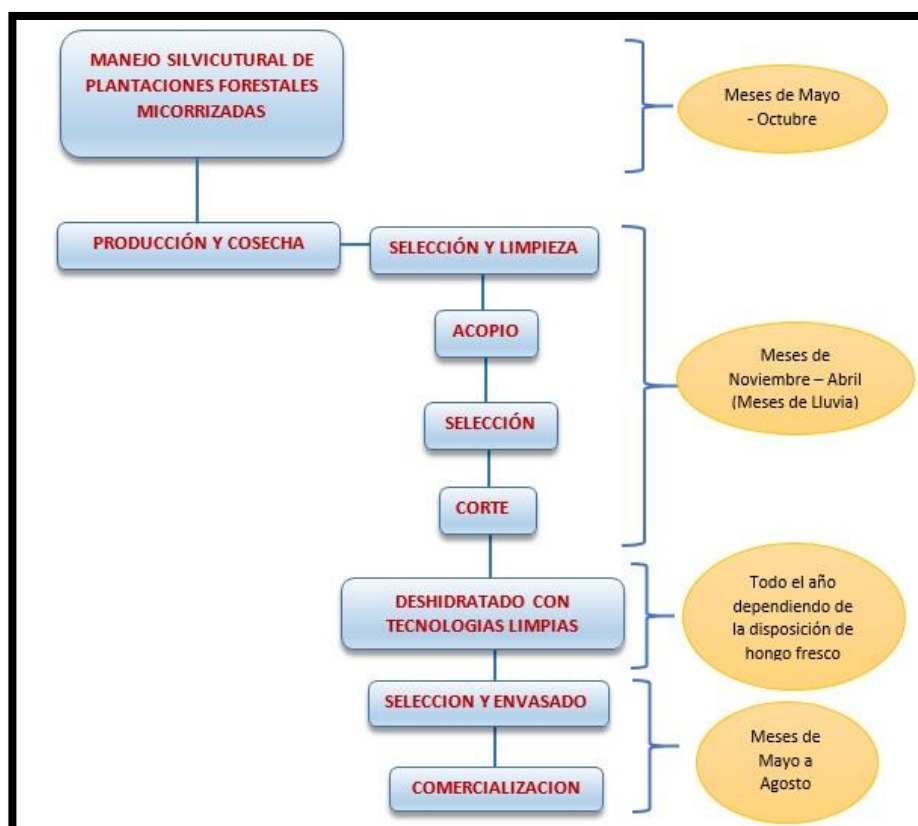 MANEJO SILVICUTURAL DE
PLANTACIONES FORESTALES
MICORRIZADAS
Meses de Mayo
- Octubre
PRODUCCIÓN Y COSECHA
SELECCIÓN Y LIMPIEZA
ACOPIO
SELECCIÓN
CORTE
Meses de
Noviembre – Abril
(Meses de Lluvia)
DESHIDRATADO CON
TECNOLOGIAS LIMPIAS
Todo el año
dependiendo de
la disposición de
hongo fresco
SELECCION Y ENVASADO
COMERCIALIZACION
Meses de
Mayo a
Agosto